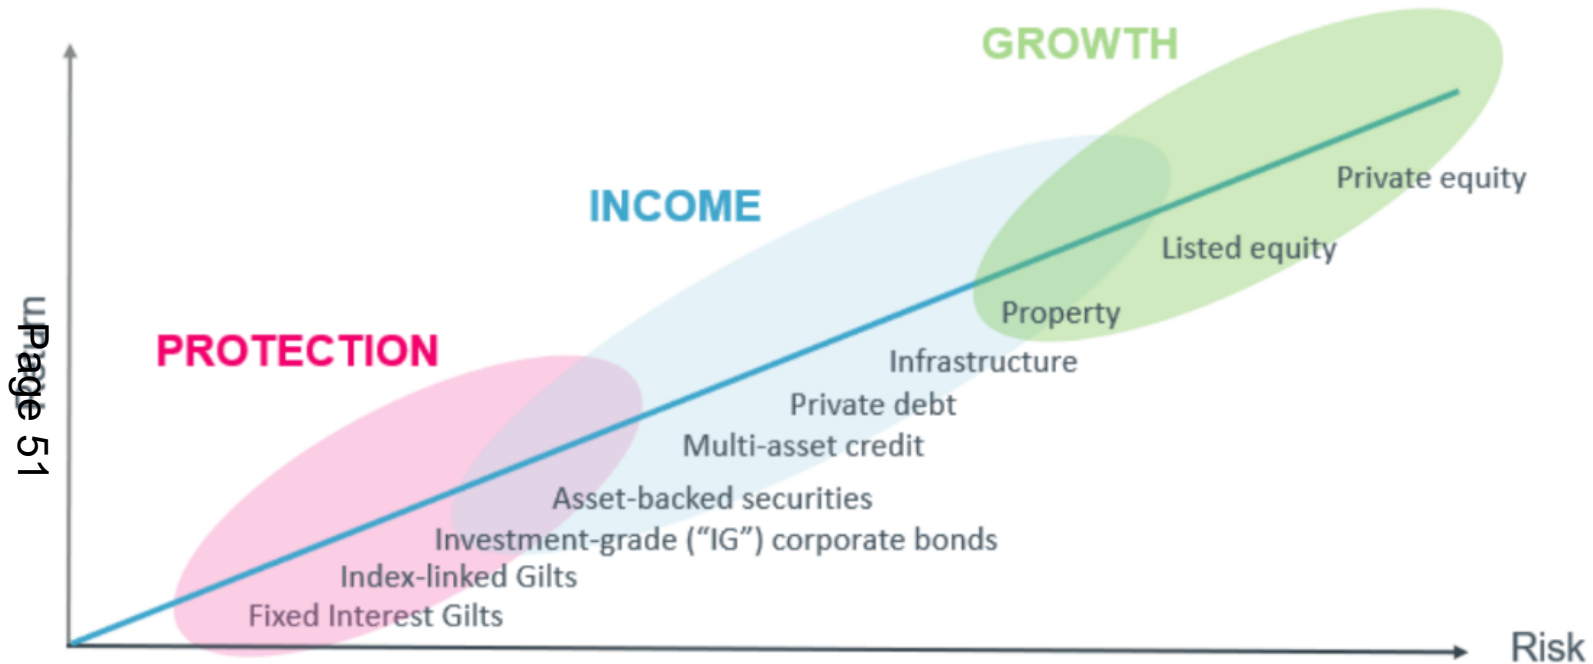 GROWTH
Private equity
INCOME
Listed equity
Property
PROTECTION
Infrastructure
Private debt
Multi-asset credit
Asset-backed securities
Investment-grade (“IG”) corporate bonds
Index-linked Gilts
Fixed Interest Gilts
Risk
Page 51